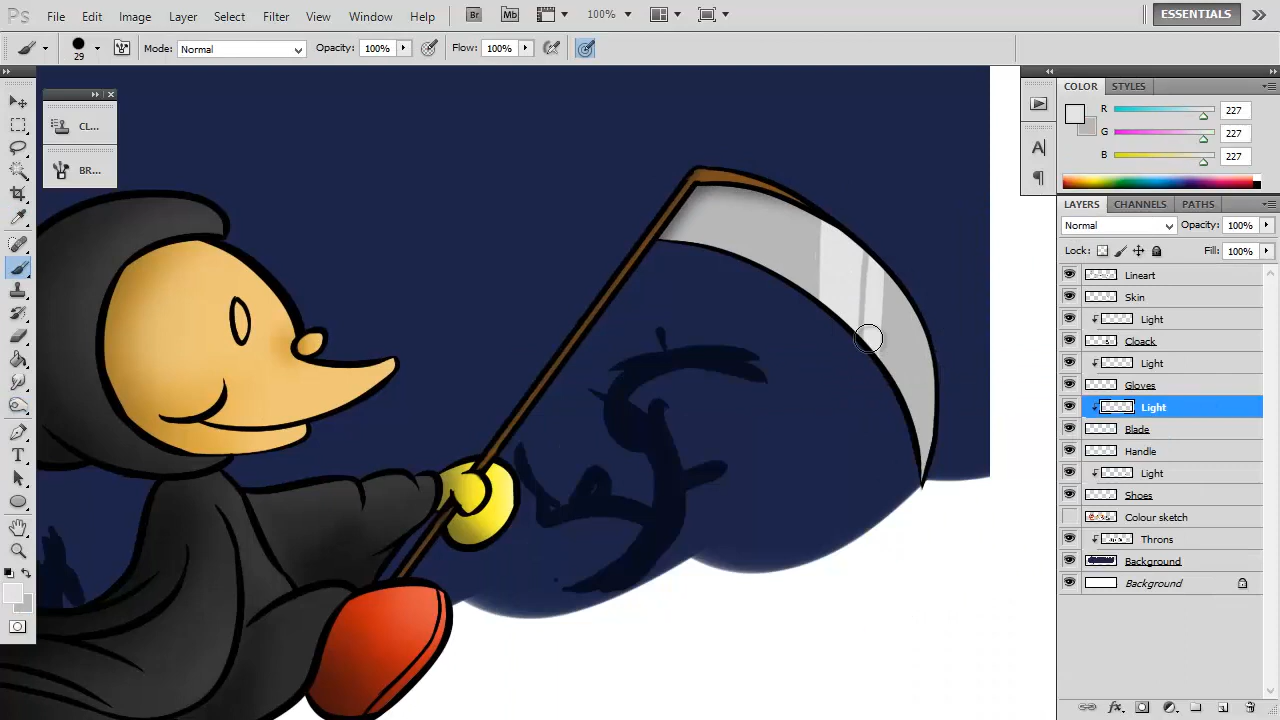 Ps File Edit Image Layer Select Filter Analysis View Window Help Br Mb 100% ESSENTIALS
29 Mode: Normal Opacity: 100% Flow: 100%
CL...
BR...
COLOR STYLES
R 227
G 227
B 227
LAYERS CHANNELS PATHS
Normal Opacity: 100%
Lock: Fill: 100%
Lineart
Skin
Light
Cloack
Light
Gloves
Light
Blade
Handle
Light
Shoes
Colour sketch
Throns
Background
Background